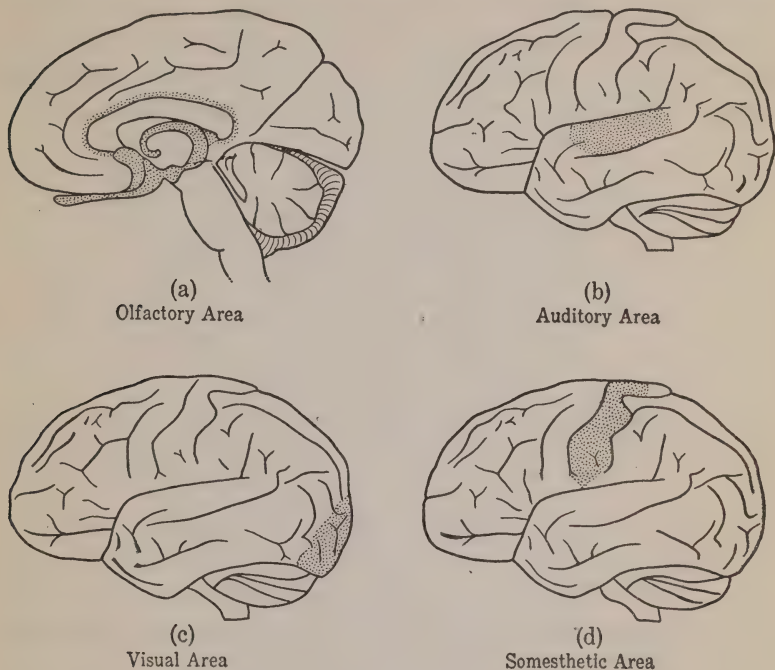 (a)
Olfactory Area
(b)
Auditory Area
(c)
Visual Area
(d)
Somesthetic Area